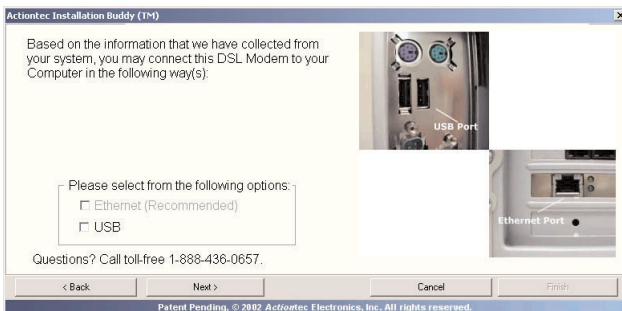 Actiontec Installation Buddy (TM)
Based on the information that we have collected from
your system, you may connect this DSL Modem to your
Computer in the following way(s):
USB Port
Please select from the following options:
Ethernet (Recommended)
USB
Ethernet Port
Questions? Call toll-free 1-888-436-0657.
< Back
Next >
Cancel
Finish
Patent Pending, © 2002 Actiontec Electronics, Inc. All rights reserved.